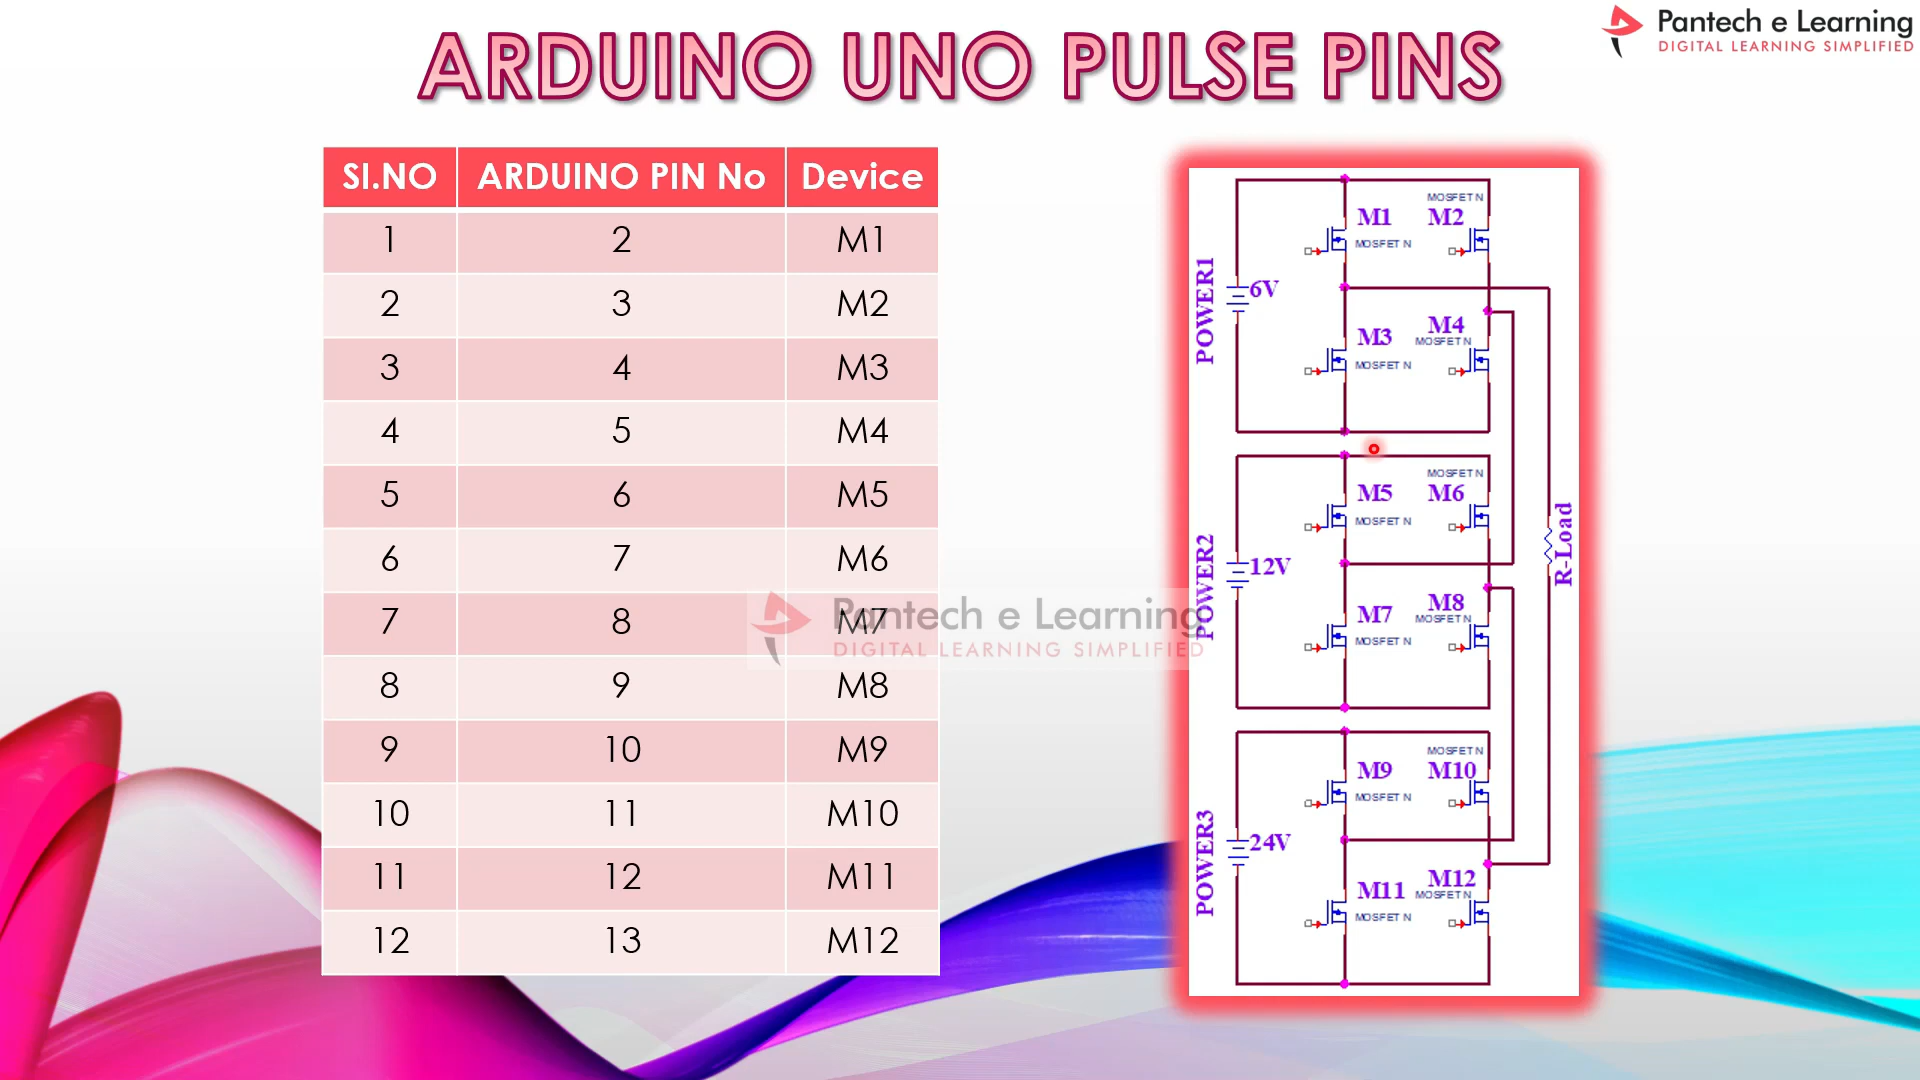 Pantech e Learning
DIGITAL LEARNING SIMPLIFIED
ARDUINO UNO PULSE PINS
SI.NO ARDUINO PIN No Device
1 2 M1
2 3 M2
3 4 M3
4 5 M4
5 6 M5
6 7 M6
7 8 M7
8 9 M8
9 10 M9
10 11 M10
11 12 M11
12 13 M12
Pantech e Learning
DIGITAL LEARNING SIMPLIFIED
MOSFET N
M1 M2
MOSFET N
POWER1
6V
M4
M3 MOSFET N
MOSFET N
MOSFET N
M5 M6
MOSFET N
R-Load
POWER2
12V
M8
M7 MOSFET N
MOSFET N
MOSFET N
M9 M10
MOSFET N
POWER3
24V
M12
M11 MOSFET N
MOSFET N